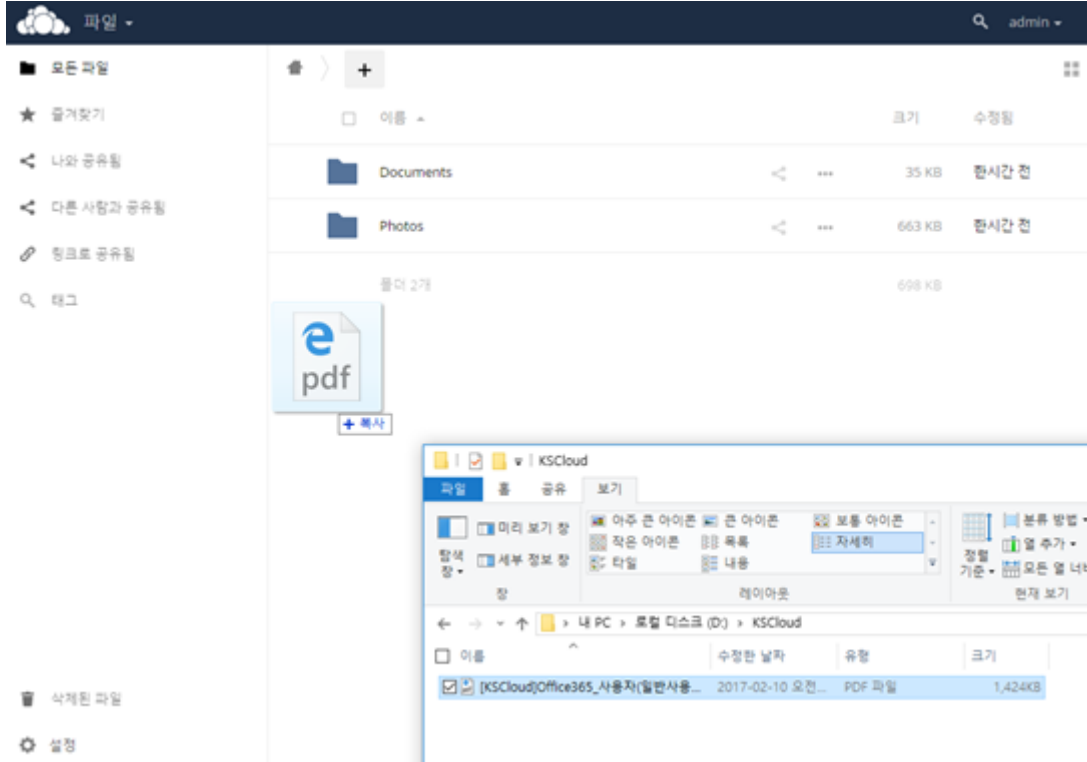 파일
admin
모든 파일
즐겨찾기
나와 공유됨
다른 사람과 공유됨
링크로 공유됨
태그
삭제된 파일
설정
+
이름 크기 수정됨
Documents ••• 35 KB 한시간 전
Photos ••• 663 KB 한시간 전
폴더 2개 698 KB
e
pdf
+ 복사
KSCloud
파일 홈 공유 보기
탐색 창
미리 보기 창
세부 정보 창
창
아주 큰 아이콘 큰 아이콘 보통 아이콘
작은 아이콘 목록 자세히
타일 내용
레이아웃
정렬 기준
분류 방법
열 추가
모든 열
현재 보기
내 PC › 로컬 디스크 (D:) › KSCloud
이름 수정한 날짜 유형 크기
[KSCloud]Office365_사용자(일반사용... 2017-02-10 오전... PDF 파일 1,424KB